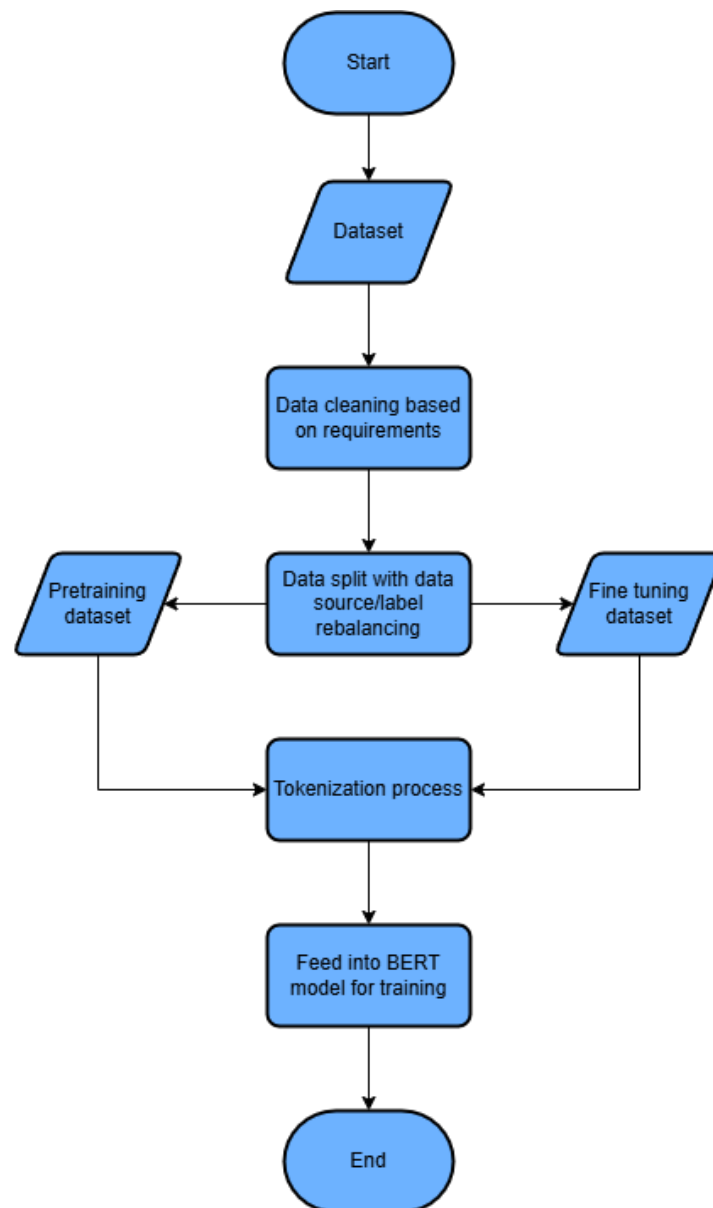 Start
Dataset
Data cleaning based
on requirements
Pretraining
dataset
Data split with data
source/label
rebalancing
Fine tuning
dataset
Tokenization process
Feed into BERT
model for training
End